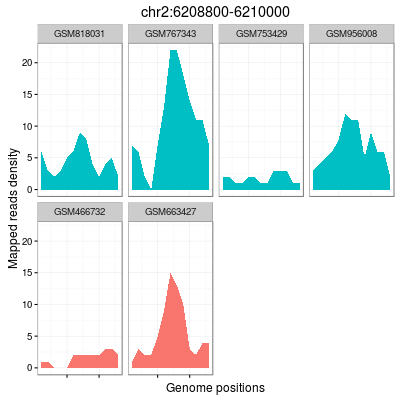 chr2:6208800-6210000
GSM818031 GSM767343 GSM753429 GSM956008
20
15
10
5
0
GSM466732 GSM663427
20
15
10
5
0
Mapped reads density
Genome positions